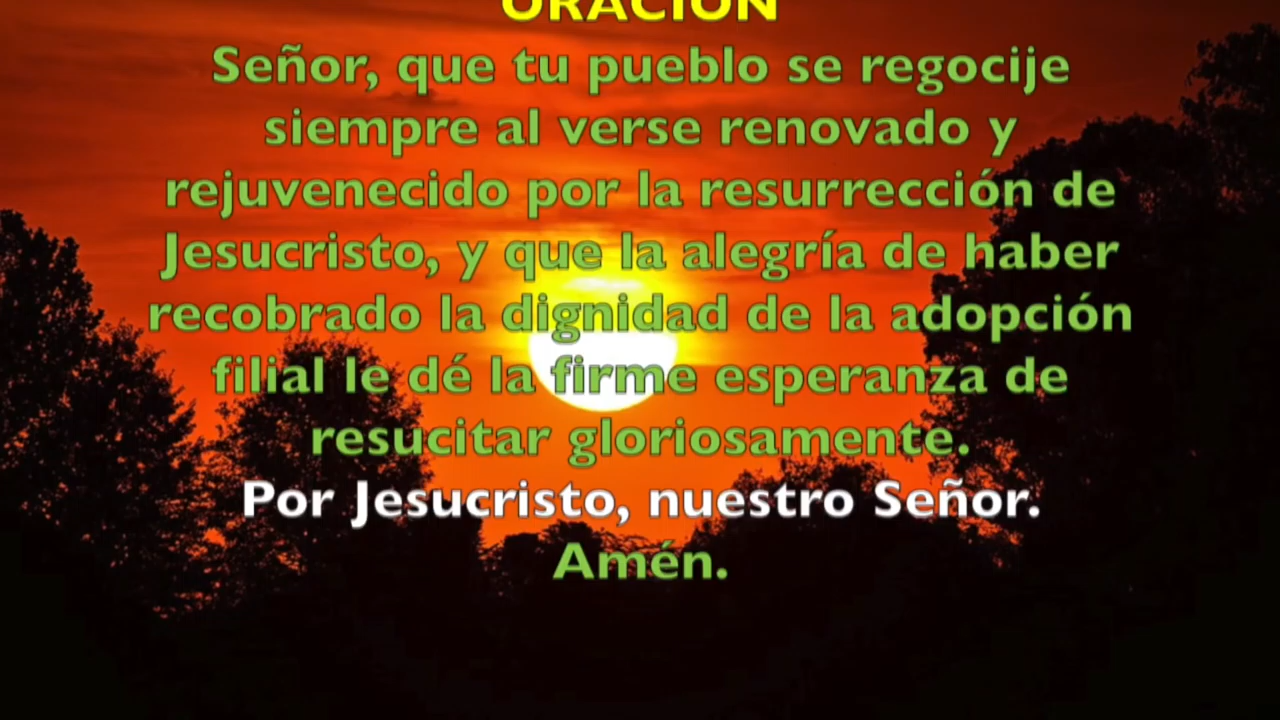 ORACIÓN
Señor, que tu pueblo se regocije
siempre al verse renovado y
rejuvenecido por la resurrección de
Jesucristo, y que la alegría de haber
recobrado la dignidad de la adopción
filial le dé la firme esperanza de
resucitar gloriosamente.
Por Jesucristo, nuestro Señor.
Amén.